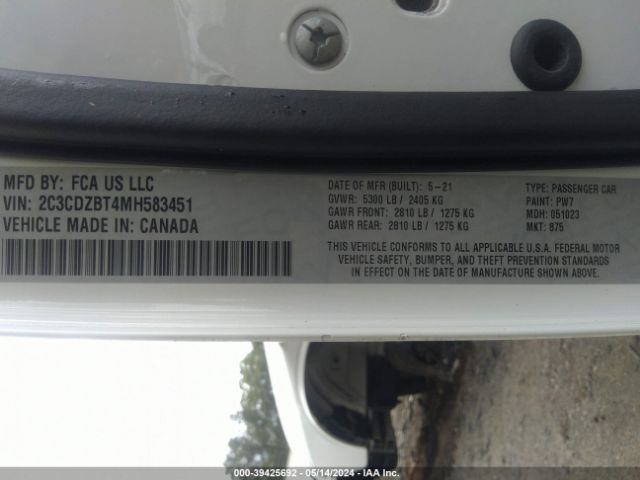 MFD BY: FCA US LLC
VIN: 2C3CDZBT4MH583451
VEHICLE MADE IN: CANADA
DATE OF MFR (BUILT): 5-21
GVWR: 5300 LB / 2405 KG
GAWR FRONT: 2810 LB / 1275 KG
GAWR REAR: 2810 LB / 1275 KG
TYPE: PASSENGER CAR
PAINT: PW7
MDH: 051023
MKT: 875
THIS VEHICLE CONFORMS TO ALL APPLICABLE U.S.A. FEDERAL MOTOR
VEHICLE SAFETY, BUMPER, AND THEFT PREVENTION STANDARDS
IN EFFECT ON THE DATE OF MANUFACTURE SHOWN ABOVE.
000-39425692 - 05/14/2024 - IAA Inc.